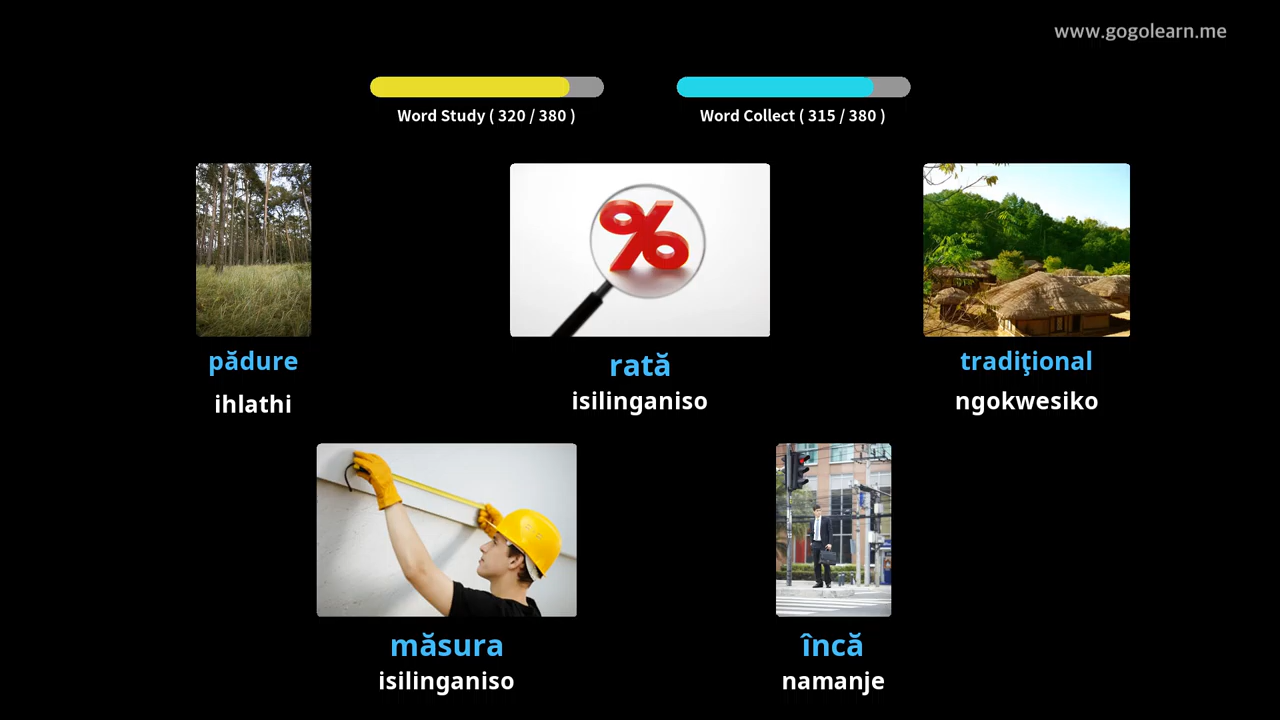 www.gogolearn.me
Word Study ( 320 / 380 )
Word Collect ( 315 / 380 )
pădure
ihlathi
rată
isilinganiso
tradiţional
ngokwesiko
măsura
isilinganiso
încă
namanje